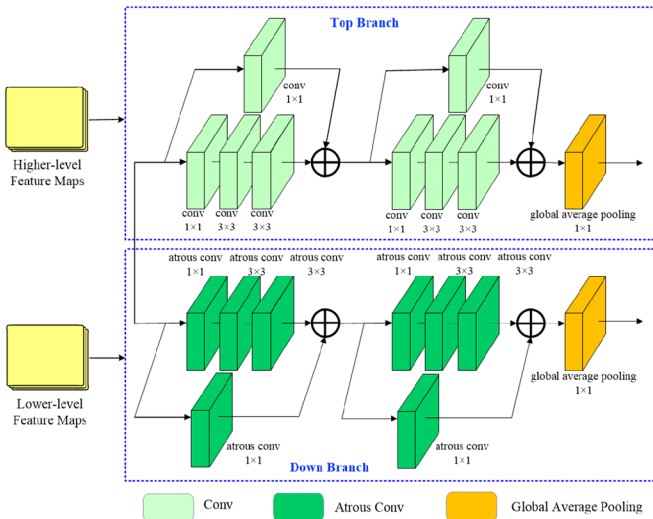 Top Branch
conv
1×1
conv
1×1
Higher-level
Feature Maps
conv
1×1
conv
3×3
conv
3×3
conv
1×1
conv
3×3
conv
3×3
global average pooling
1×1
atrous conv
1×1
atrous conv
3×3
atrous conv
3×3
atrous conv
1×1
atrous conv
3×3
atrous conv
3×3
global average pooling
1×1
Lower-level
Feature Maps
atrous conv
1×1
atrous conv
1×1
Down Branch
Conv
Atrous Conv
Global Average Pooling